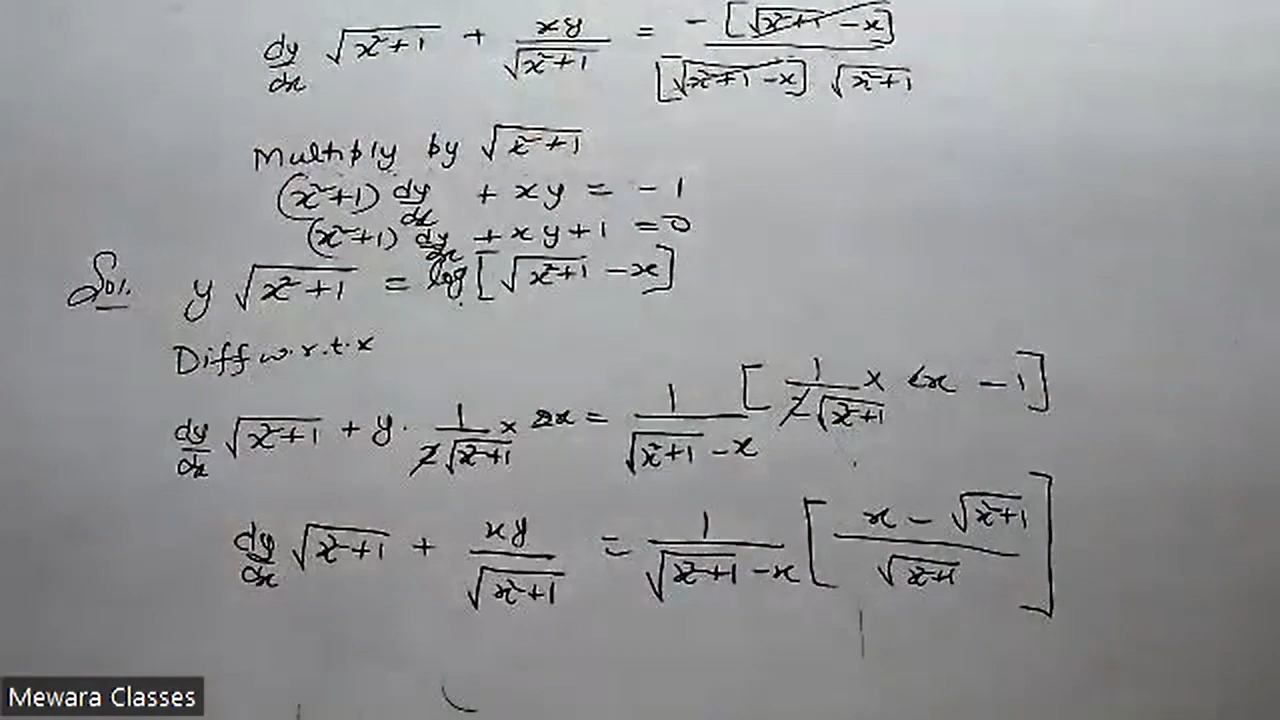 dy/dx √(x²+1) + xy/√(x²+1) = -[√(x²+1) - x]/[√(x²+1) - x] √(x²+1)
Multiply by √(x²+1)
(x²+1) dy/dx + xy = -1
(x²+1) dy/dx + xy + 1 = 0
Sol. y √(x²+1) = log[√(x²+1) - x]
Diff w.r.t. x
dy/dx √(x²+1) + y · 1/2√(x²+1) × 2x = 1/√(x²+1) - x [1/2√(x²+1) × 2x - 1]
dy/dx √(x²+1) + xy/√(x²+1) = 1/√(x²+1) - x [x - √(x²+1)/√(x²+1)]
Mewara Classes